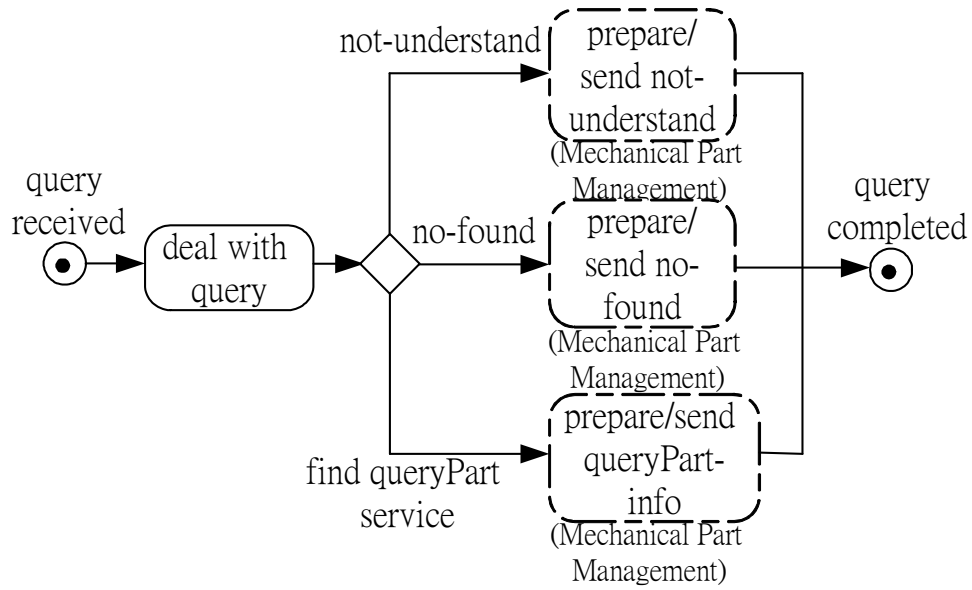 query
received
deal with
query
not-understand
prepare/
send not-
understand
(Mechanical Part
Management)
no-found
prepare/
send no-
found
(Mechanical Part
Management)
find queryPart
service
prepare/send
queryPart-
info
(Mechanical Part
Management)
query
completed